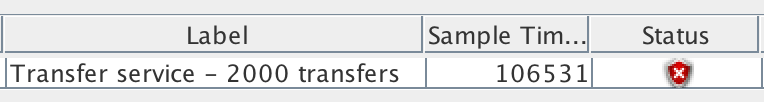 Label Sample Tim... Status
Transfer service – 2000 transfers 106531